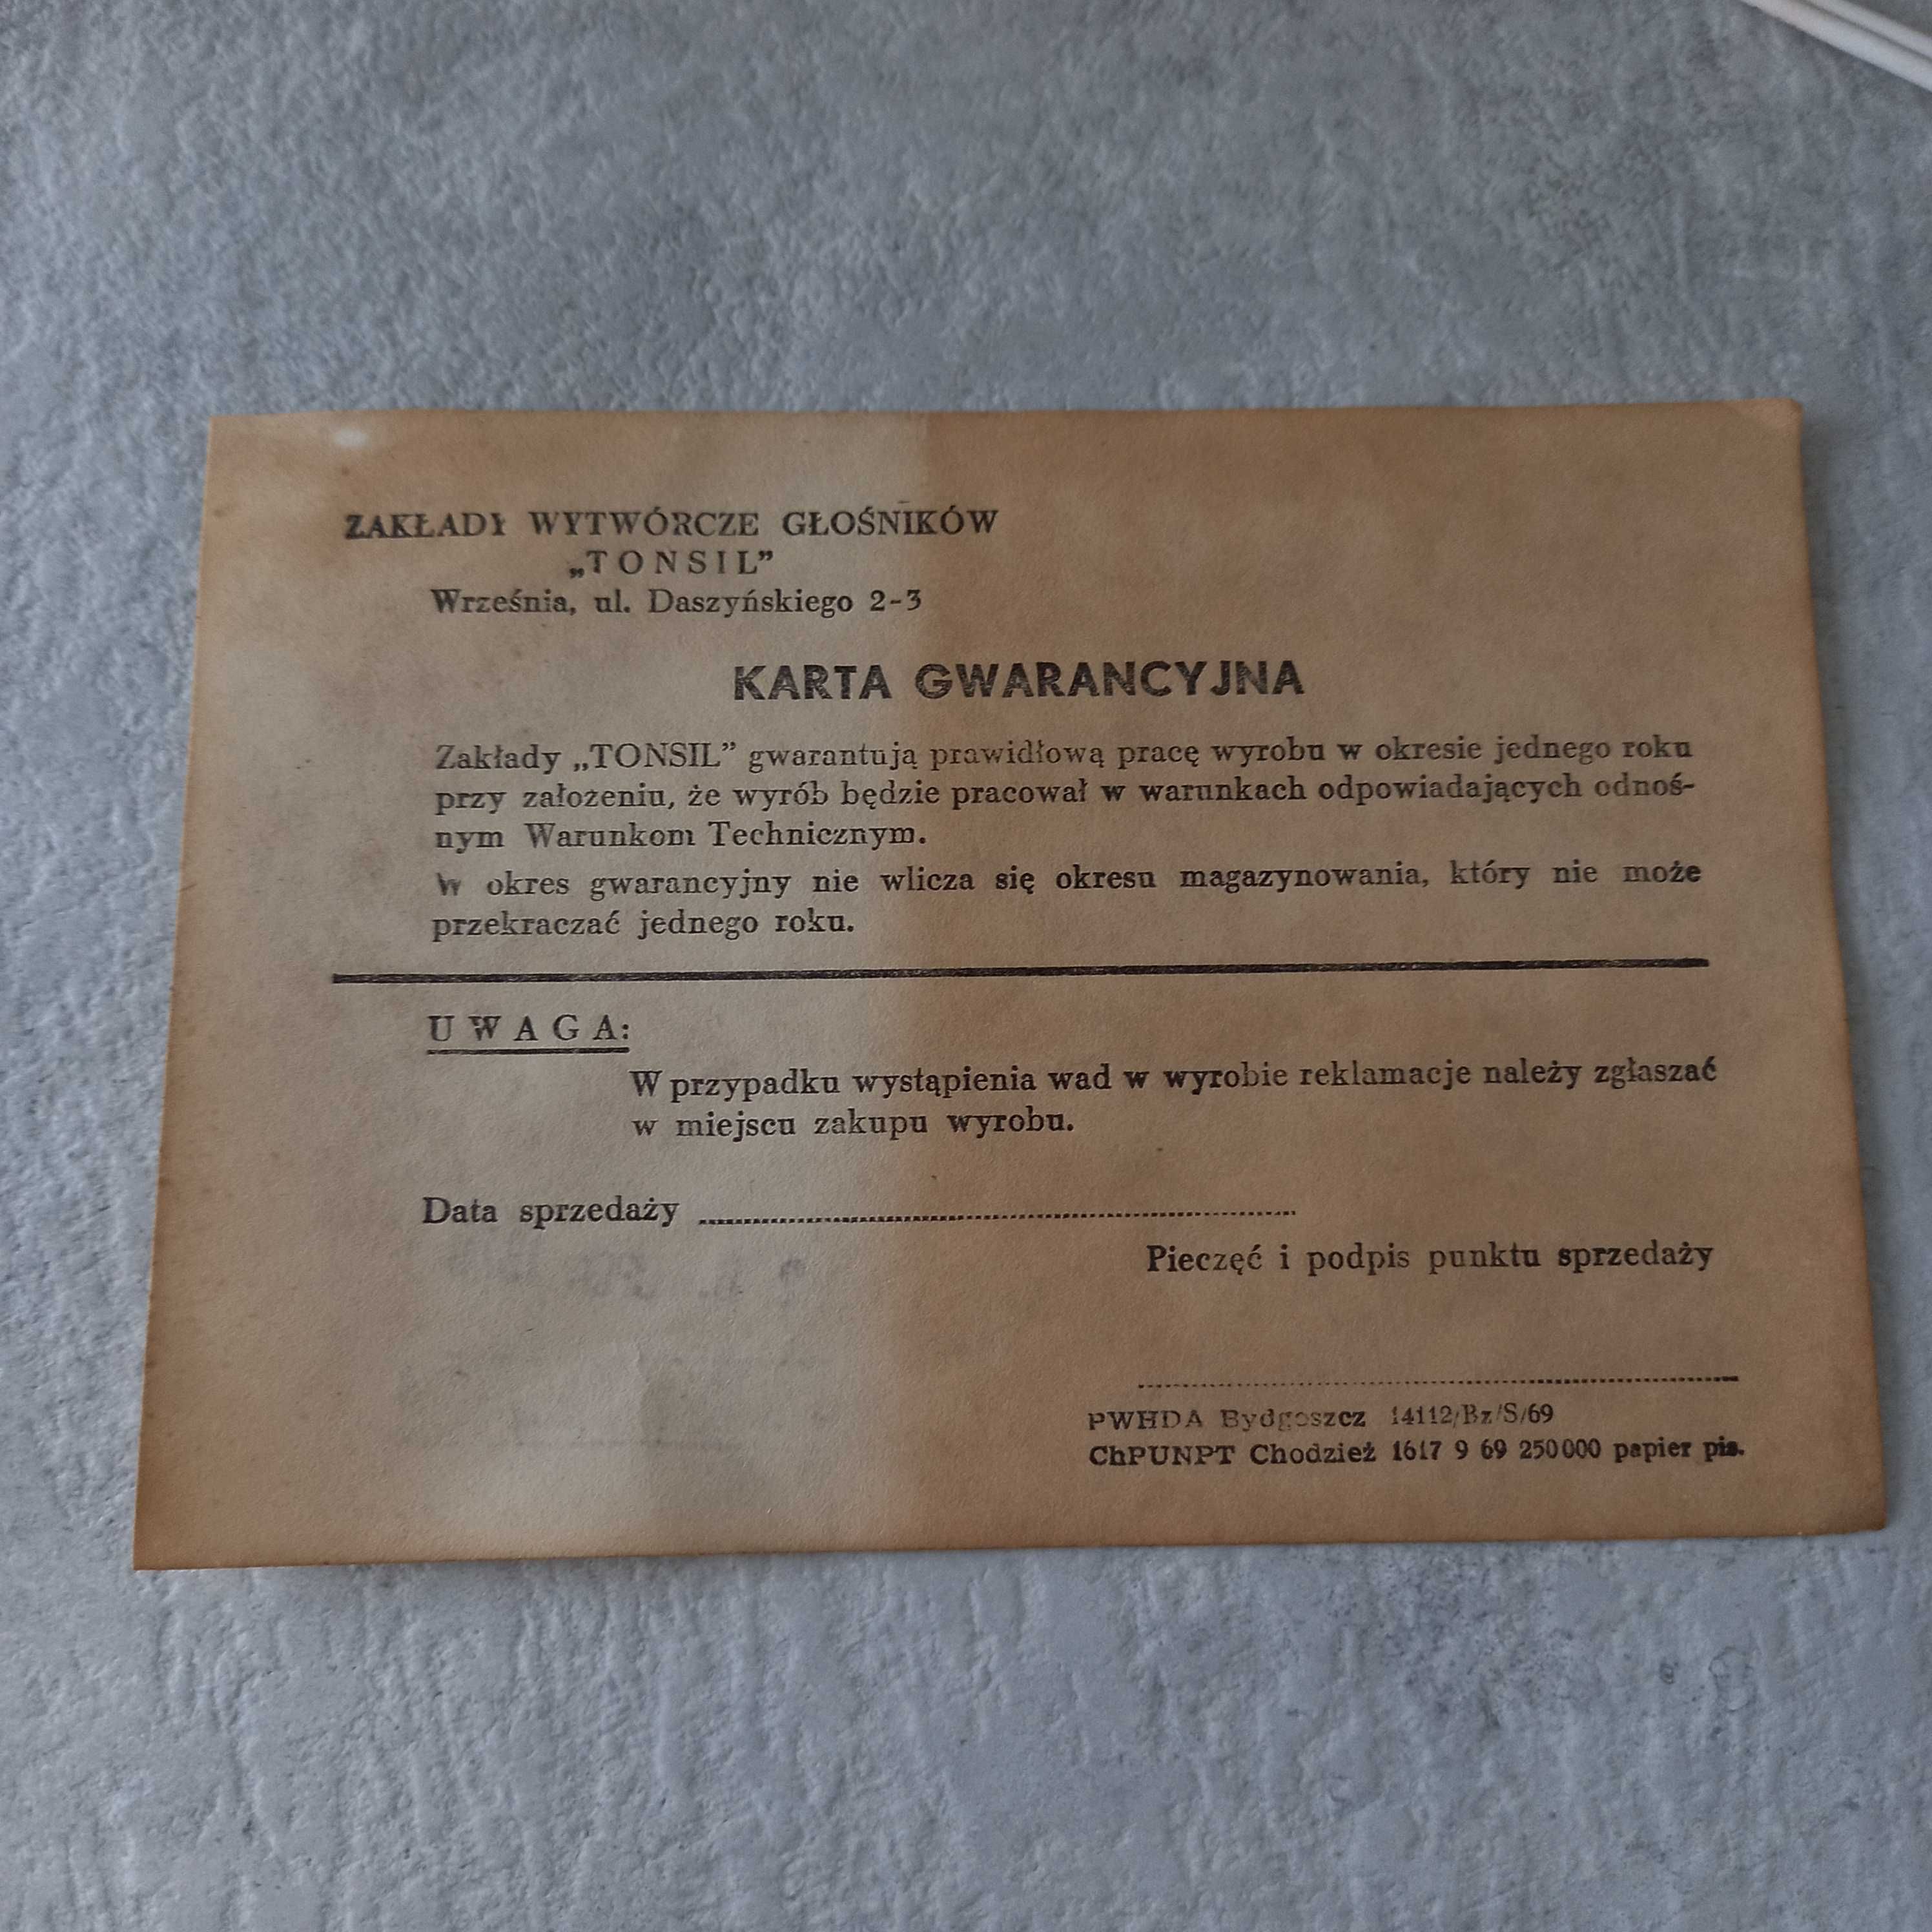 ZAKŁADY WYTWÓRCZE GŁOŚNIKÓW
„TONSIL”
Września, ul. Daszyńskiego 2-3
KARTA GWARANCYJNA
Zakłady „TONSIL” gwarantują prawidłową pracę wyrobu w okresie jednego roku
przy założeniu, że wyrób będzie pracował w warunkach odpowiadających odnoś-
nym Warunkom Technicznym.
W okres gwarancyjny nie wlicza się okresu magazynowania, który nie może
przekraczać jednego roku.
UWAGA:
W przypadku wystąpienia wad w wyrobie reklamacje należy zgłaszać
w miejscu zakupu wyrobu.
Data sprzedaży
Pieczęć i podpis punktu sprzedaży
PWHDA Bydgoszcz 14112/Bz/S/69
ChPUNPT Chodzież 1617 9 69 250000 papier pis.